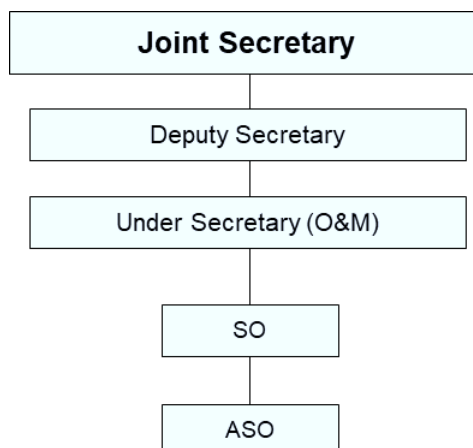 Joint Secretary
Deputy Secretary
Under Secretary (O&M)
SO
ASO